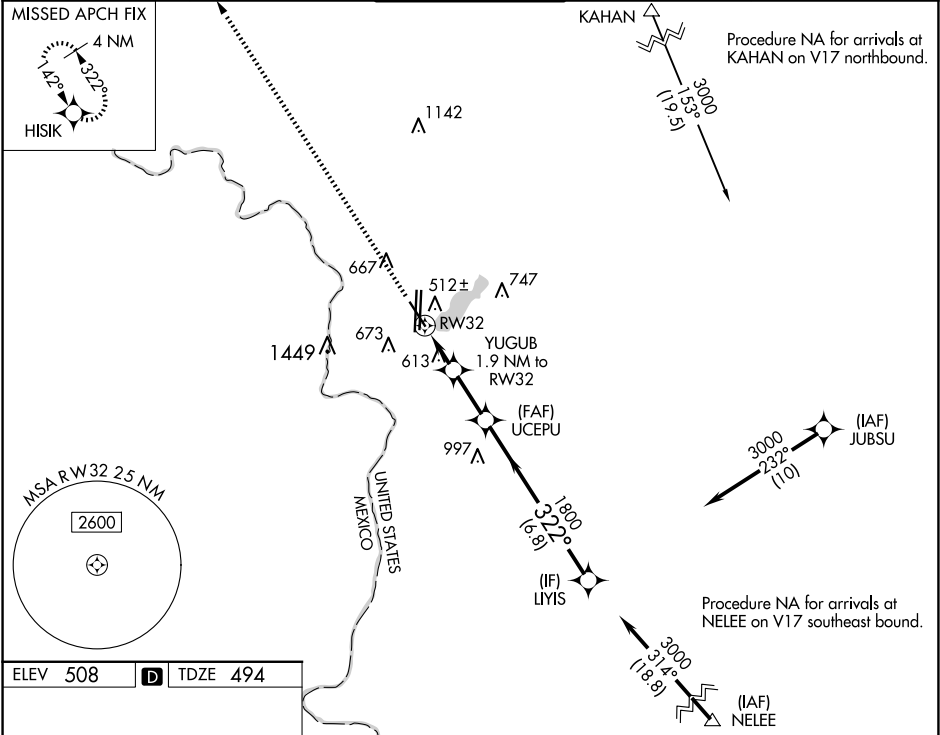 MISSED APCH FIX
4 NM
322°
142°
HISIK
KAHAN
3000
153°
(19.5)
Procedure NA for arrivals at
KAHAN on V17 northbound.
1142
667
512±
747
RW32
673
1449
613
YUGUB
1.9 NM to
RW32
(FAF)
UCEPU
997
(IAF)
JUBSU
3000
232°
(10)
UNITED STATES
MEXICO
MSA RW32 25 NM
2600
1800
322°
(6.8)
(IF)
LIYIS
Procedure NA for arrivals at
NELEE on V17 southeast bound.
3000
314°
(18.8)
(IAF)
NELEE
ELEV 508 D TDZE 494